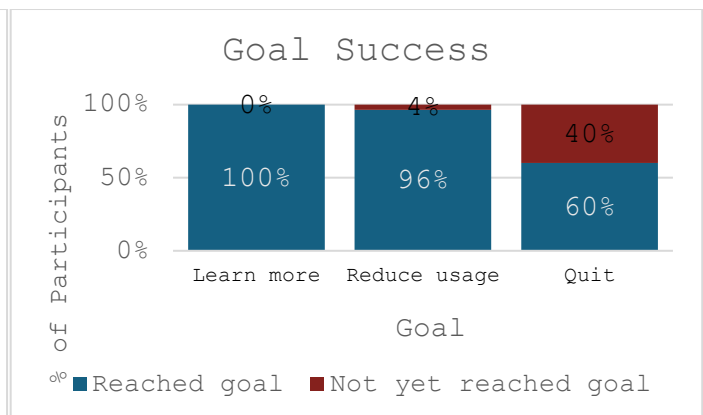 Goal Success
% of Participants
100%
50%
0%
0%
4%
40%
100%
96%
60%
Learn more
Reduce usage
Quit
Goal
Reached goal
Not yet reached goal